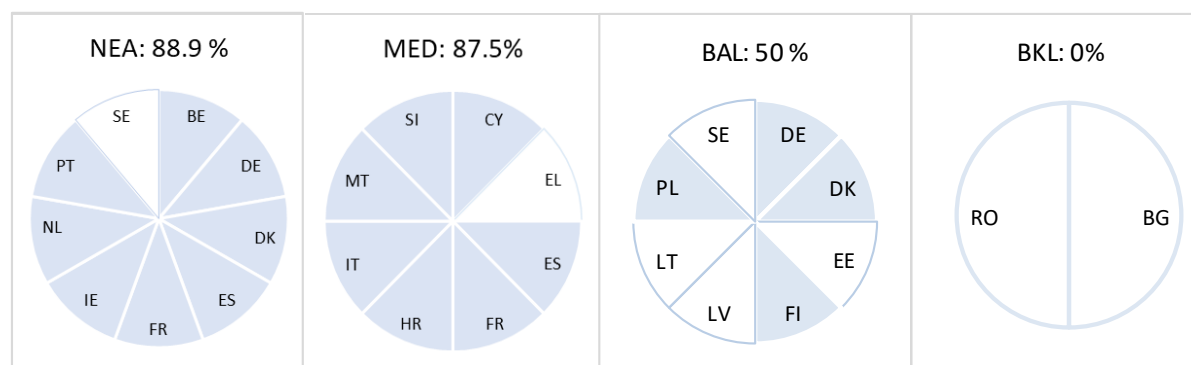 NEA: 88.9 %
SE
BE
PT
DE
NL
DK
IE
ES
FR
MED: 87.5%
SI
CY
MT
EL
IT
ES
HR
FR
BAL: 50 %
SE
DE
PL
DK
LT
EE
LV
FI
BKL: 0%
RO
BG